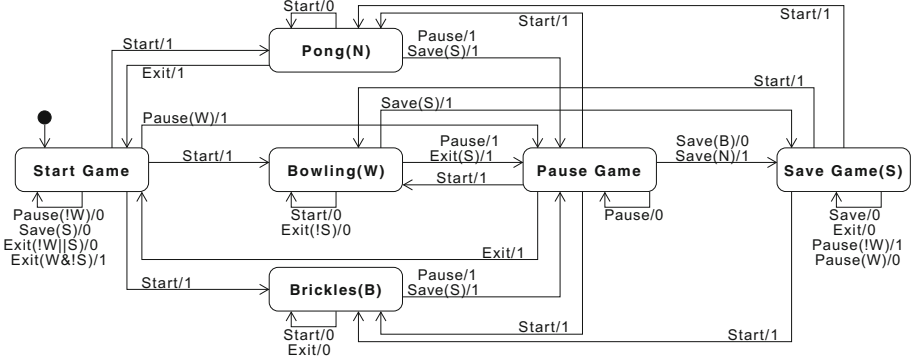 Start/0
Start/1
Start/1
Start/1
Pause/1
Save(S)/1
Pong(N)
Exit/1
Start/1
Save(S)/1
Pause(W)/1
Pause/1
Exit(S)/1
Save(B)/0
Save(N)/1
Start/1
Start Game
Bowling(W)
Pause Game
Save Game(S)
Start/1
Pause(!W)/0
Save(S)/0
Exit(!W||S)/0
Exit(W&!S)/1
Start/0
Exit(!S)/0
Pause/0
Save/0
Exit/0
Pause(!W)/1
Pause(W)/0
Exit/1
Start/1
Brickles(B)
Pause/1
Save(S)/1
Start/0
Exit/0
Start/1
Start/1